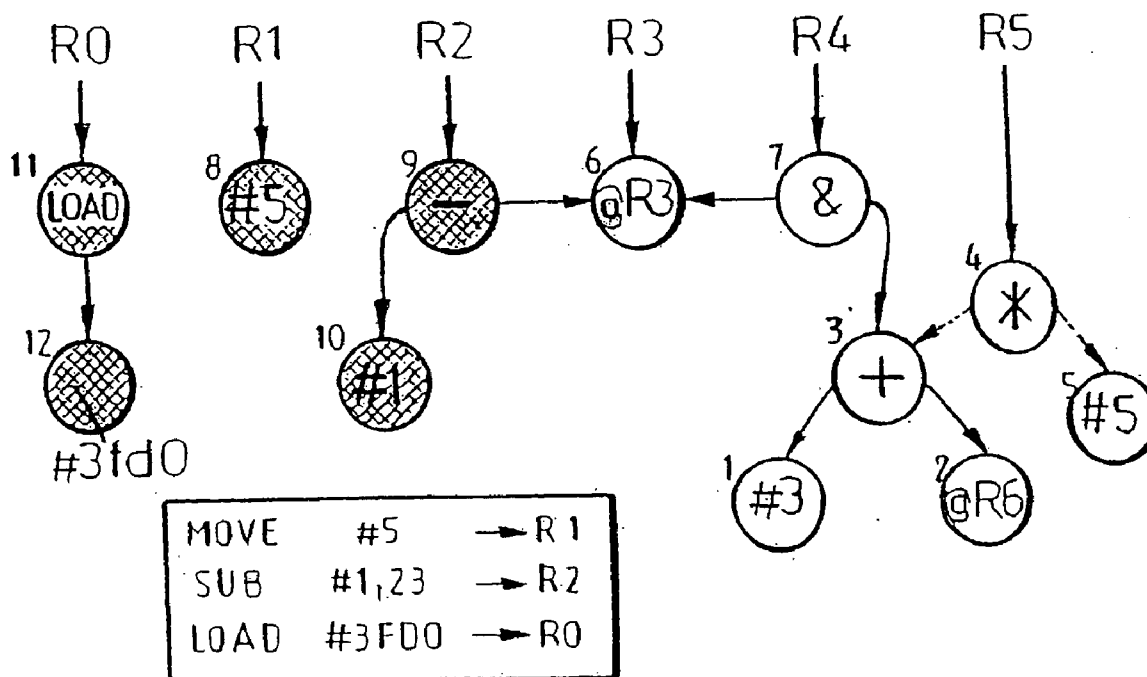 R0 R1 R2 R3 R4 R5
11 8 9 6 7
LOAD #5 − @R3 &
4
*
12 10 3 5
#1 + #5
#3fd0
1 2
#3 @R6
MOVE #5 → R1
SUB #1,23 → R2
LOAD #3FD0 → R0